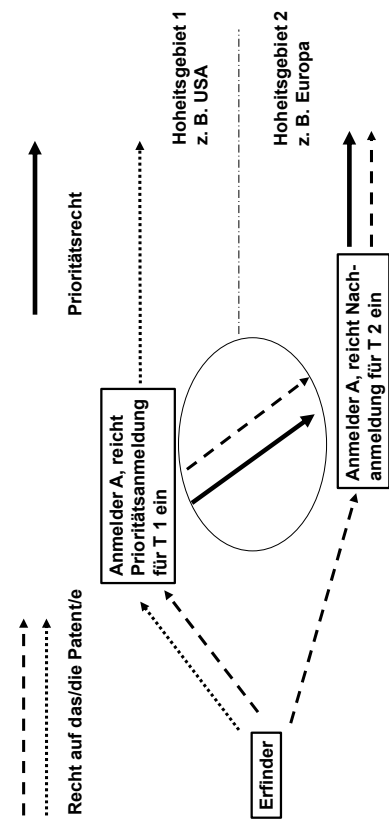 Recht auf das/die Patent/e
Prioritätsrecht
Anmelder A, reicht
Prioritätsanmeldung
für T 1 ein
Hoheitsgebiet 1
z. B. USA
Hoheitsgebiet 2
z. B. Europa
Erfinder
Anmelder A, reicht Nach-
anmeldung für T 2 ein